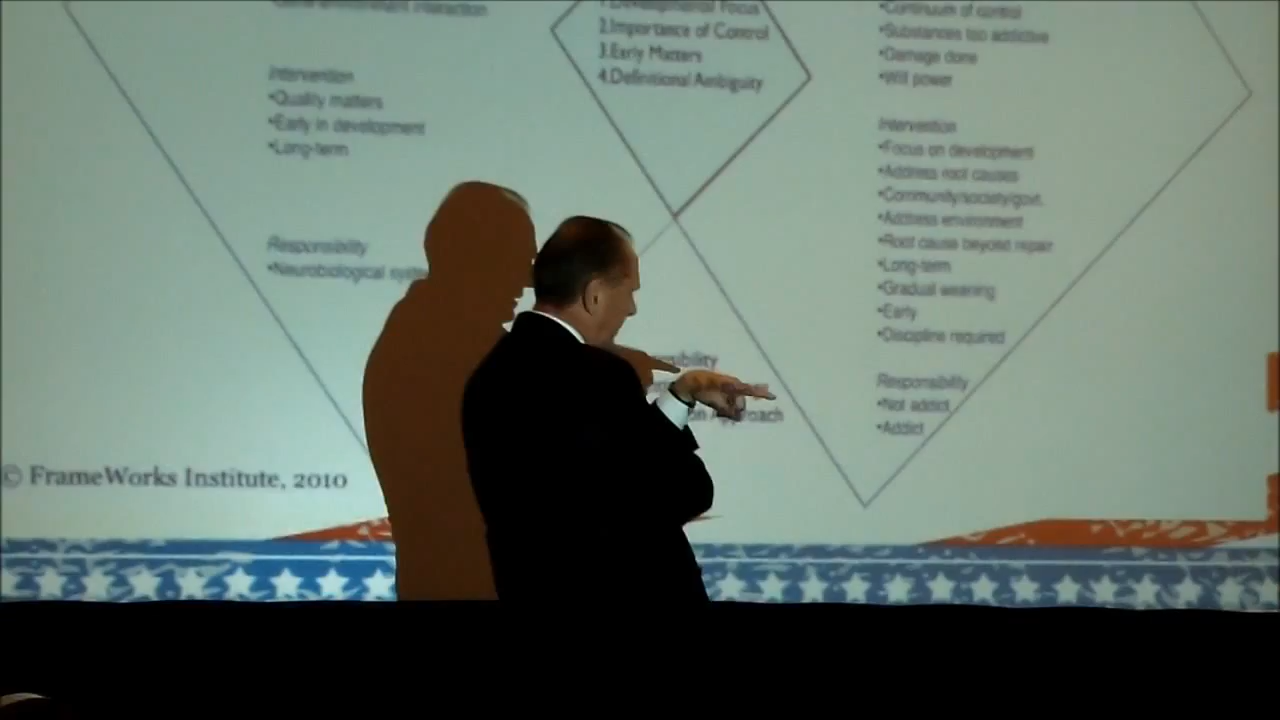 Intervention
•Quality matters
•Early in development
•Long-term
Responsibility
•Neurobiological
1.Developmental Focus
2.Importance of Control
3.Early Matters
4.Definitional Ambiguity
Approach
•Continuum of control
•Substances too addictive
•Damage done
•Will power
Intervention
•Focus on development
•Address root causes
•Community/society/govt.
•Address environment
•Root cause beyond repair
•Long-term
•Gradual weaning
•Early
•Discipline required
Responsibility
•Not addict
•Addict
© FrameWorks Institute, 2010